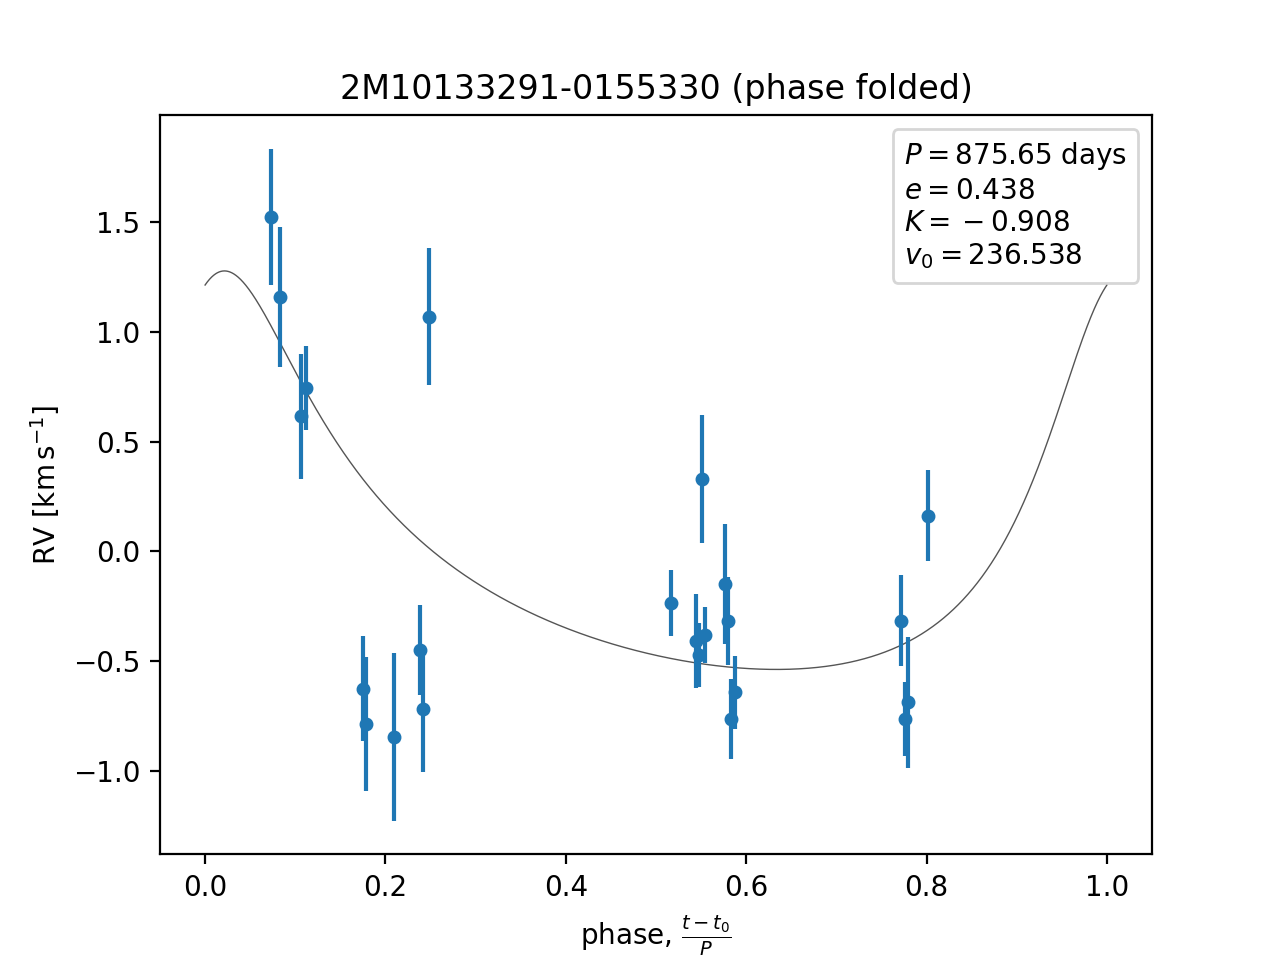 2M10133291-0155330 (phase folded)
P = 875.65 days
e = 0.438
K = −0.908
v₀ = 236.538
RV [km s⁻¹]
1.5
1.0
0.5
0.0
−0.5
−1.0
0.0 0.2 0.4 0.6 0.8 1.0
phase, (t − t₀)/P